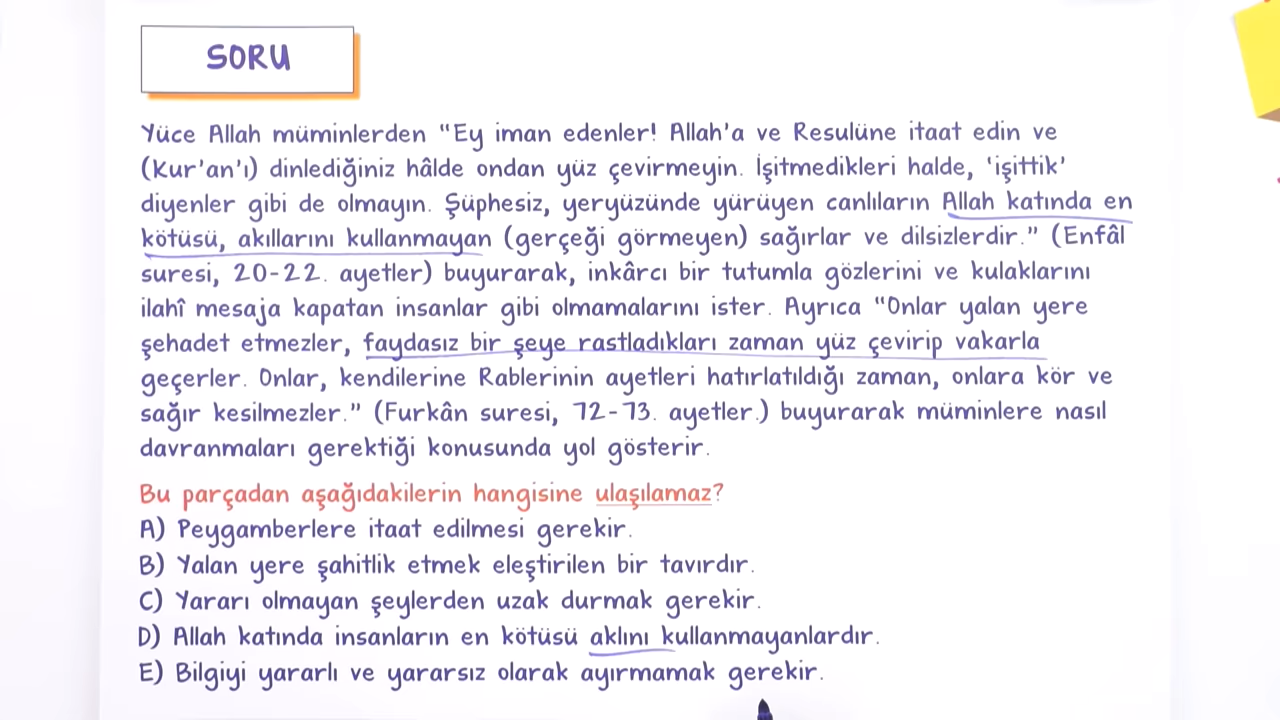 SORU
Yüce Allah müminlerden "Ey iman edenler! Allah'a ve Resulüne itaat edin ve
(Kur'an'ı) dinlediğiniz hâlde ondan yüz çevirmeyin. İşitmedikleri halde, 'işittik'
diyenler gibi de olmayın. Şüphesiz, yeryüzünde yürüyen canlıların Allah katında en
kötüsü, akıllarını kullanmayan (gerçeği görmeyen) sağırlar ve dilsizlerdir." (Enfâl
suresi, 20-22. ayetler) buyurarak, inkârcı bir tutumla gözlerini ve kulaklarını
ilahî mesaja kapatan insanlar gibi olmamalarını ister. Ayrıca "Onlar yalan yere
şehadet etmezler, faydasız bir şeye rastladıkları zaman yüz çevirip vakarla
geçerler. Onlar, kendilerine Rablerinin ayetleri hatırlatıldığı zaman, onlara kör ve
sağır kesilmezler." (Furkân suresi, 72-73. ayetler.) buyurarak müminlere nasıl
davranmaları gerektiği konusunda yol gösterir.
Bu parçadan aşağıdakilerin hangisine ulaşılamaz?
A) Peygamberlere itaat edilmesi gerekir.
B) Yalan yere şahitlik etmek eleştirilen bir tavırdır.
C) Yararı olmayan şeylerden uzak durmak gerekir.
D) Allah katında insanların en kötüsü aklını kullanmayanlardır.
E) Bilgiyi yararlı ve yararsız olarak ayırmamak gerekir.